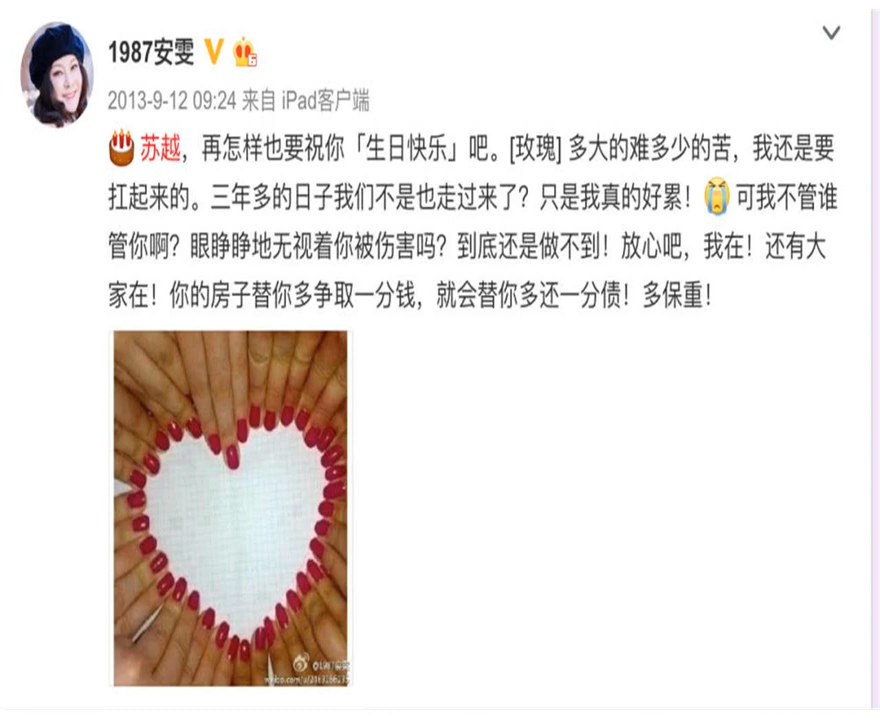 1987安雯
2013-9-12 09:24 来自 iPad客户端
苏越，再怎样也要祝你「生日快乐」吧。[玫瑰] 多大的难多少的苦，我还是要
扛起来的。三年多的日子我们不是也走过来了？只是我真的好累！ 可我不管谁
管你啊？眼睁睁地无视着你被伤害吗？到底还是做不到！放心吧，我在！还有大
家在！你的房子替你多争取一分钱，就会替你多还一分债！多保重！